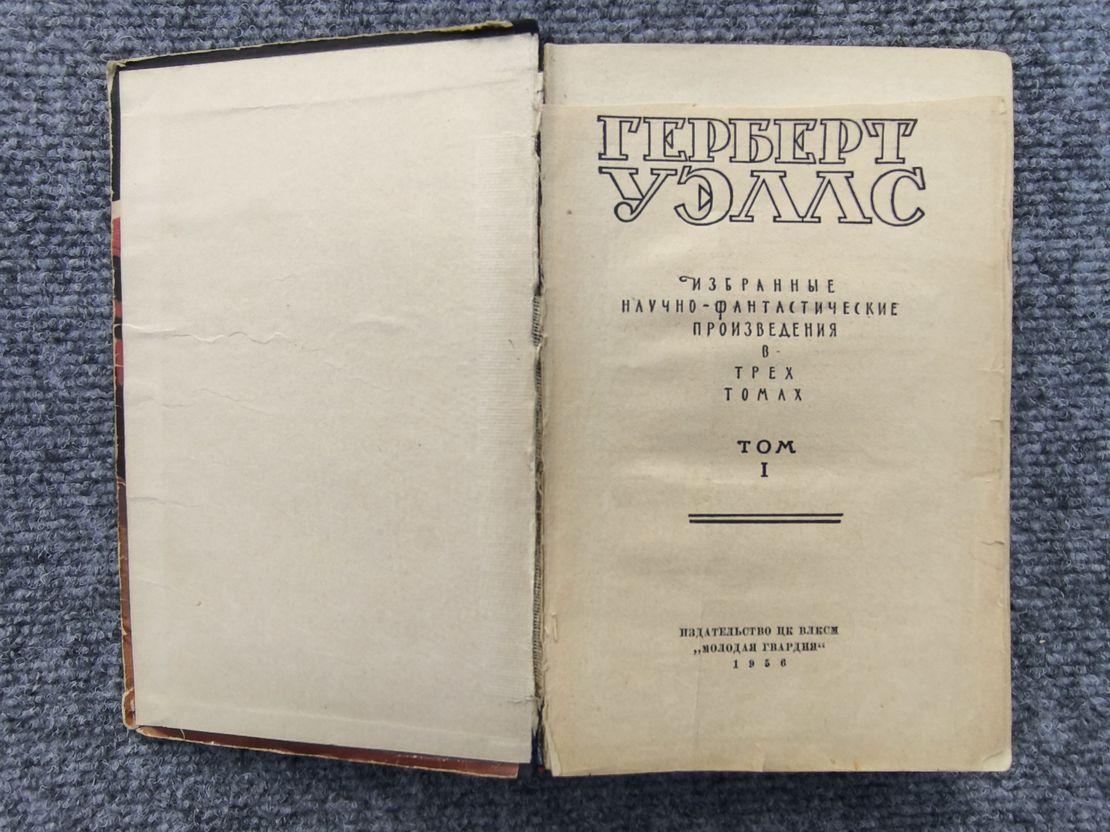 ГЕРБЕРТ
УЭЛЛС
ИЗБРАННЫЕ
НАУЧНО-ФАНТАСТИЧЕСКИЕ
ПРОИЗВЕДЕНИЯ
В
ТРЕХ
ТОМАХ
ТОМ
I
ИЗДАТЕЛЬСТВО ЦК ВЛКСМ
„МОЛОДАЯ ГВАРДИЯ“
1956